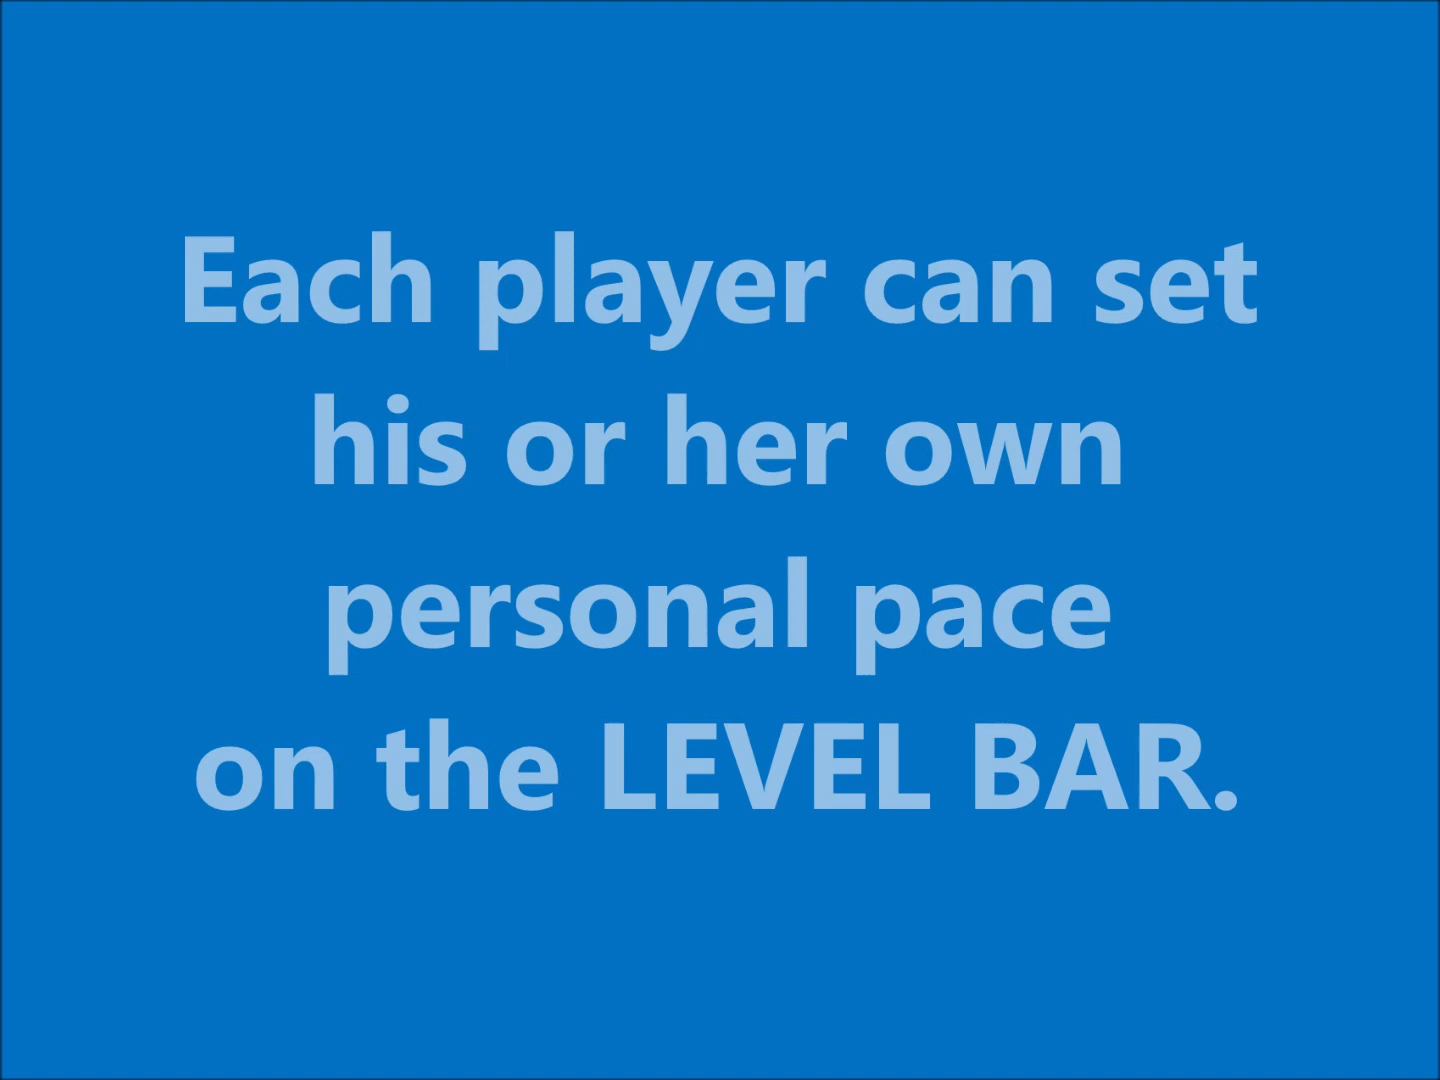 Each player can set
his or her own
personal pace
on the LEVEL BAR.